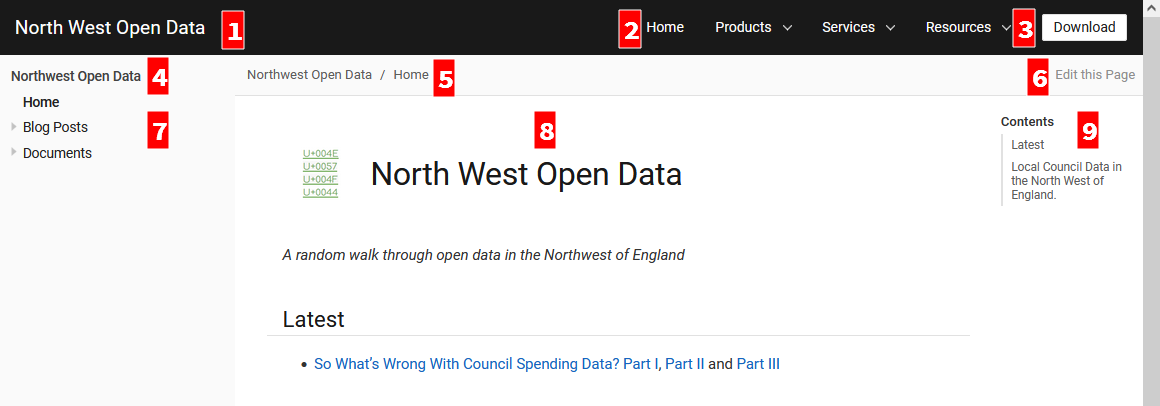 North West Open Data 1 2 Home Products Services Resources 3 Download
Northwest Open Data 4
Home
7 Blog Posts
Documents
Northwest Open Data / Home 5 6 Edit this Page
8
U+004E
U+0057
U+004F
U+0044
North West Open Data
A random walk through open data in the Northwest of England
Latest
• So What's Wrong With Council Spending Data? Part I, Part II and Part III
Contents 9
Latest
Local Council Data in
the North West of
England.